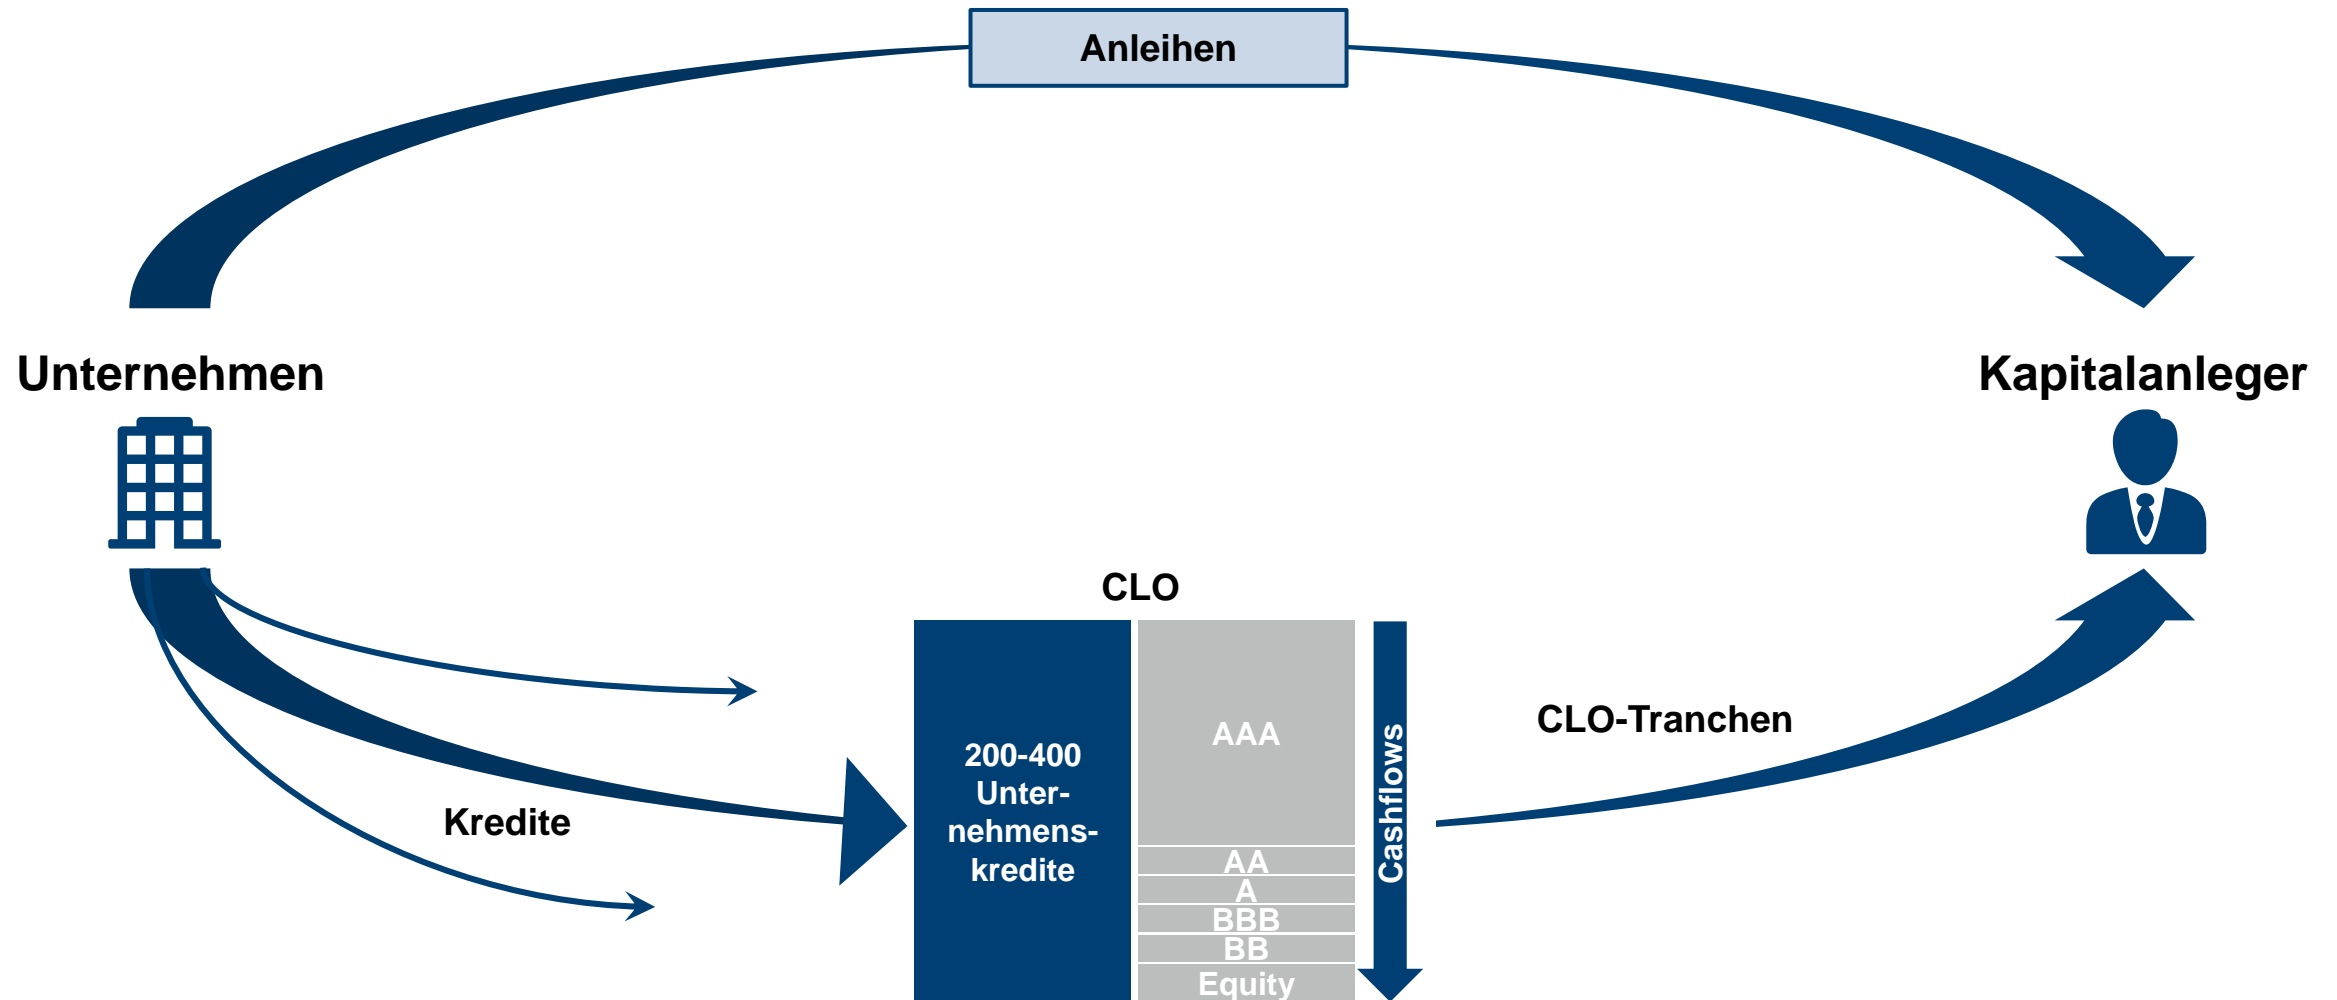 Anleihen
Unternehmen
Kapitalanleger
CLO
200-400
Unter-
nehmens-
kredite
AAA
AA
A
BBB
BB
Equity
Cashflows
CLO-Tranchen
Kredite